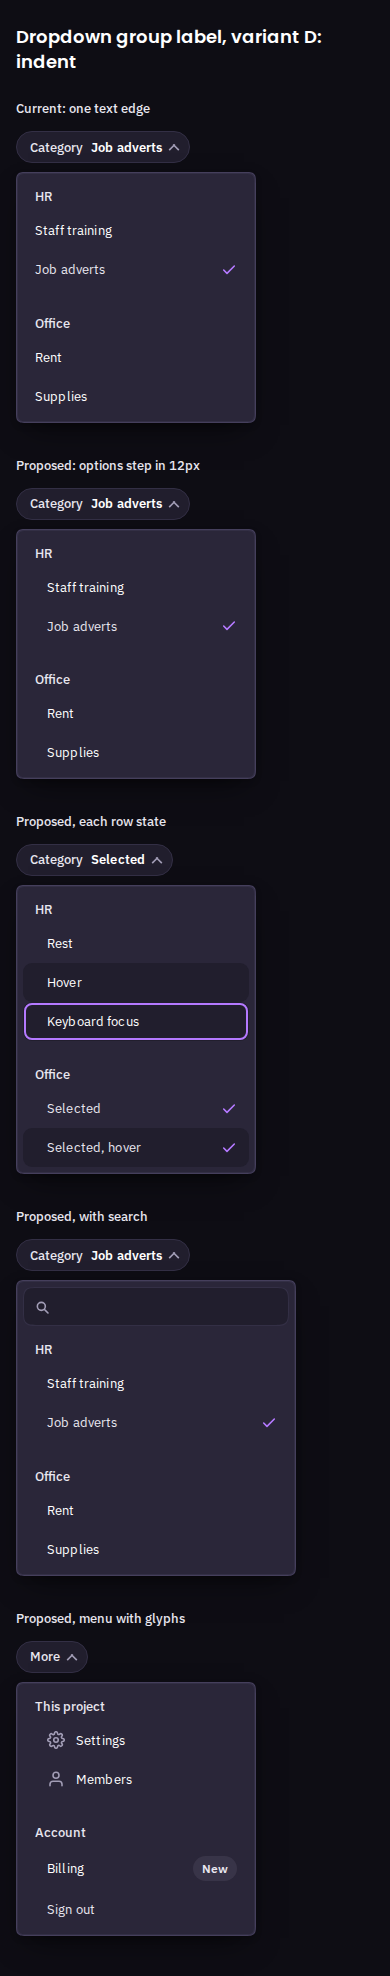 Dropdown group label, variant D:
indent
Current: one text edge
Category Job adverts
HR
Staff training
Job adverts
Office
Rent
Supplies
Proposed: options step in 12px
Category Job adverts
HR
Staff training
Job adverts
Office
Rent
Supplies
Proposed, each row state
Category Selected
HR
Rest
Hover
Keyboard focus
Office
Selected
Selected, hover
Proposed, with search
Category Job adverts
HR
Staff training
Job adverts
Office
Rent
Supplies
Proposed, menu with glyphs
More
This project
Settings
Members
Account
Billing New
Sign out